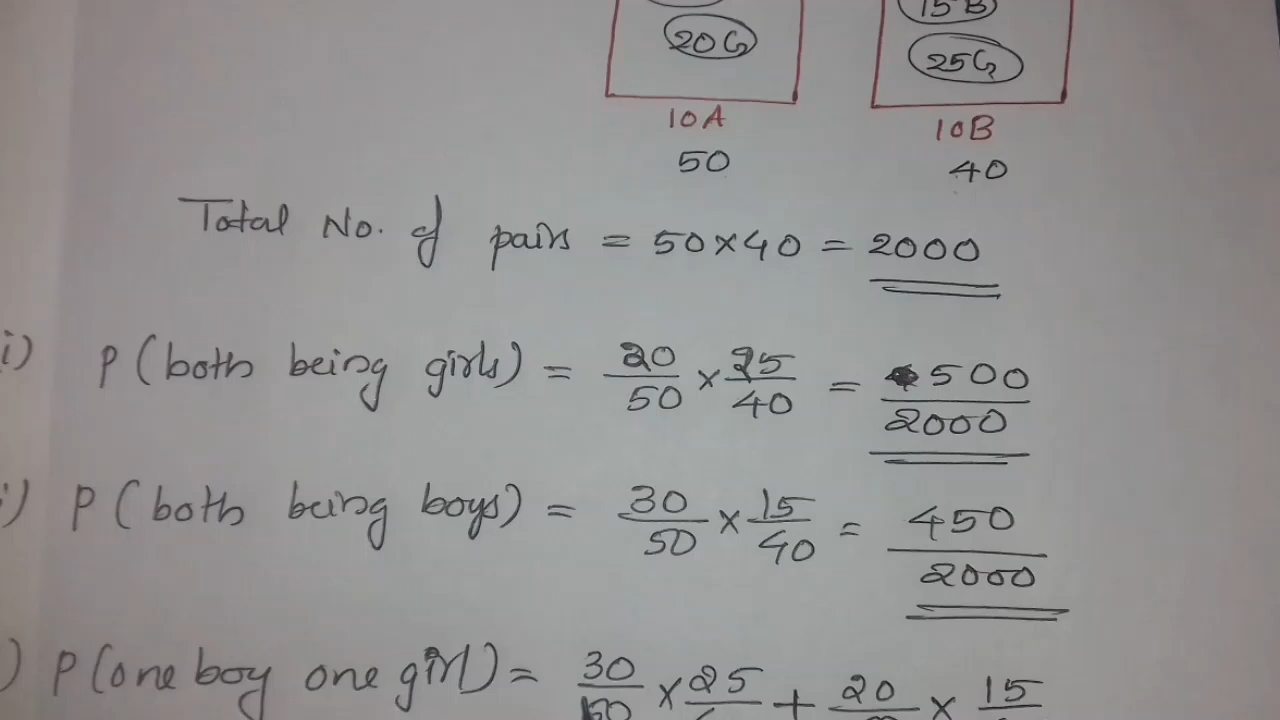 15B
20G
25G
10A
10B
50
40
Total No. of pairs = 50×40 = 2000
i) P(both being girls) = 20/50 × 25/40 = 500/2000
i) P(both being boys) = 30/50 × 15/40 = 450/2000
) P(one boy one girl) = 30/50 × 25 + 20 × 15